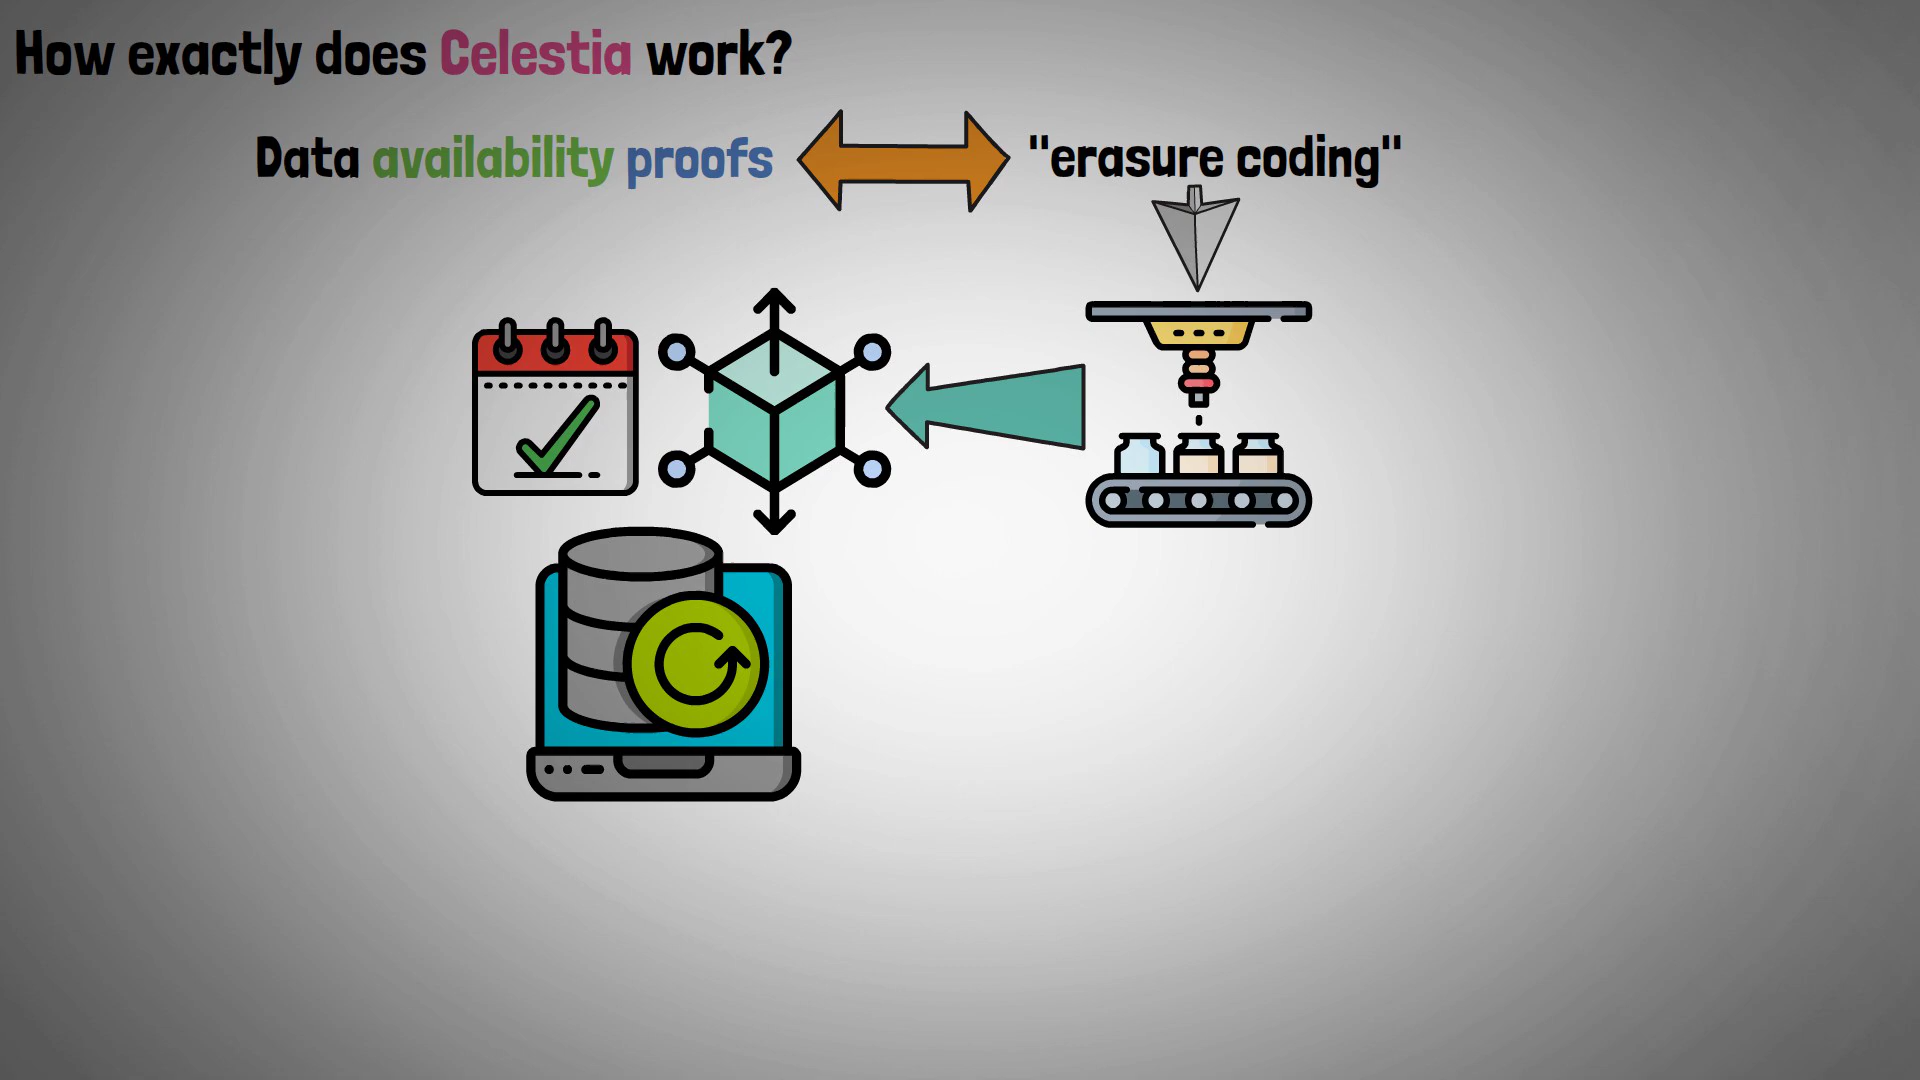 How exactly does Celestia work?
Data availability proofs
"erasure coding"